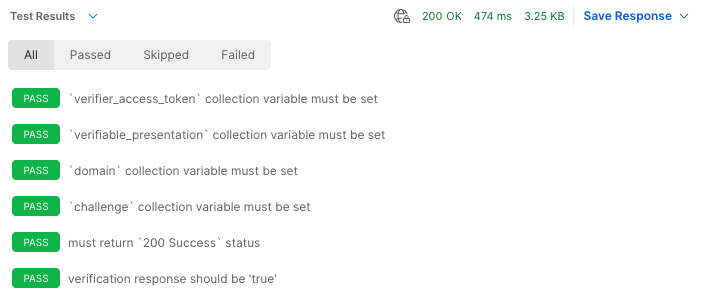 Test Results 200 OK 474 ms 3.25 KB Save Response
All Passed Skipped Failed
PASS `verifier_access_token` collection variable must be set
PASS `verifiable_presentation` collection variable must be set
PASS `domain` collection variable must be set
PASS `challenge` collection variable must be set
PASS must return `200 Success` status
PASS verification response should be 'true'